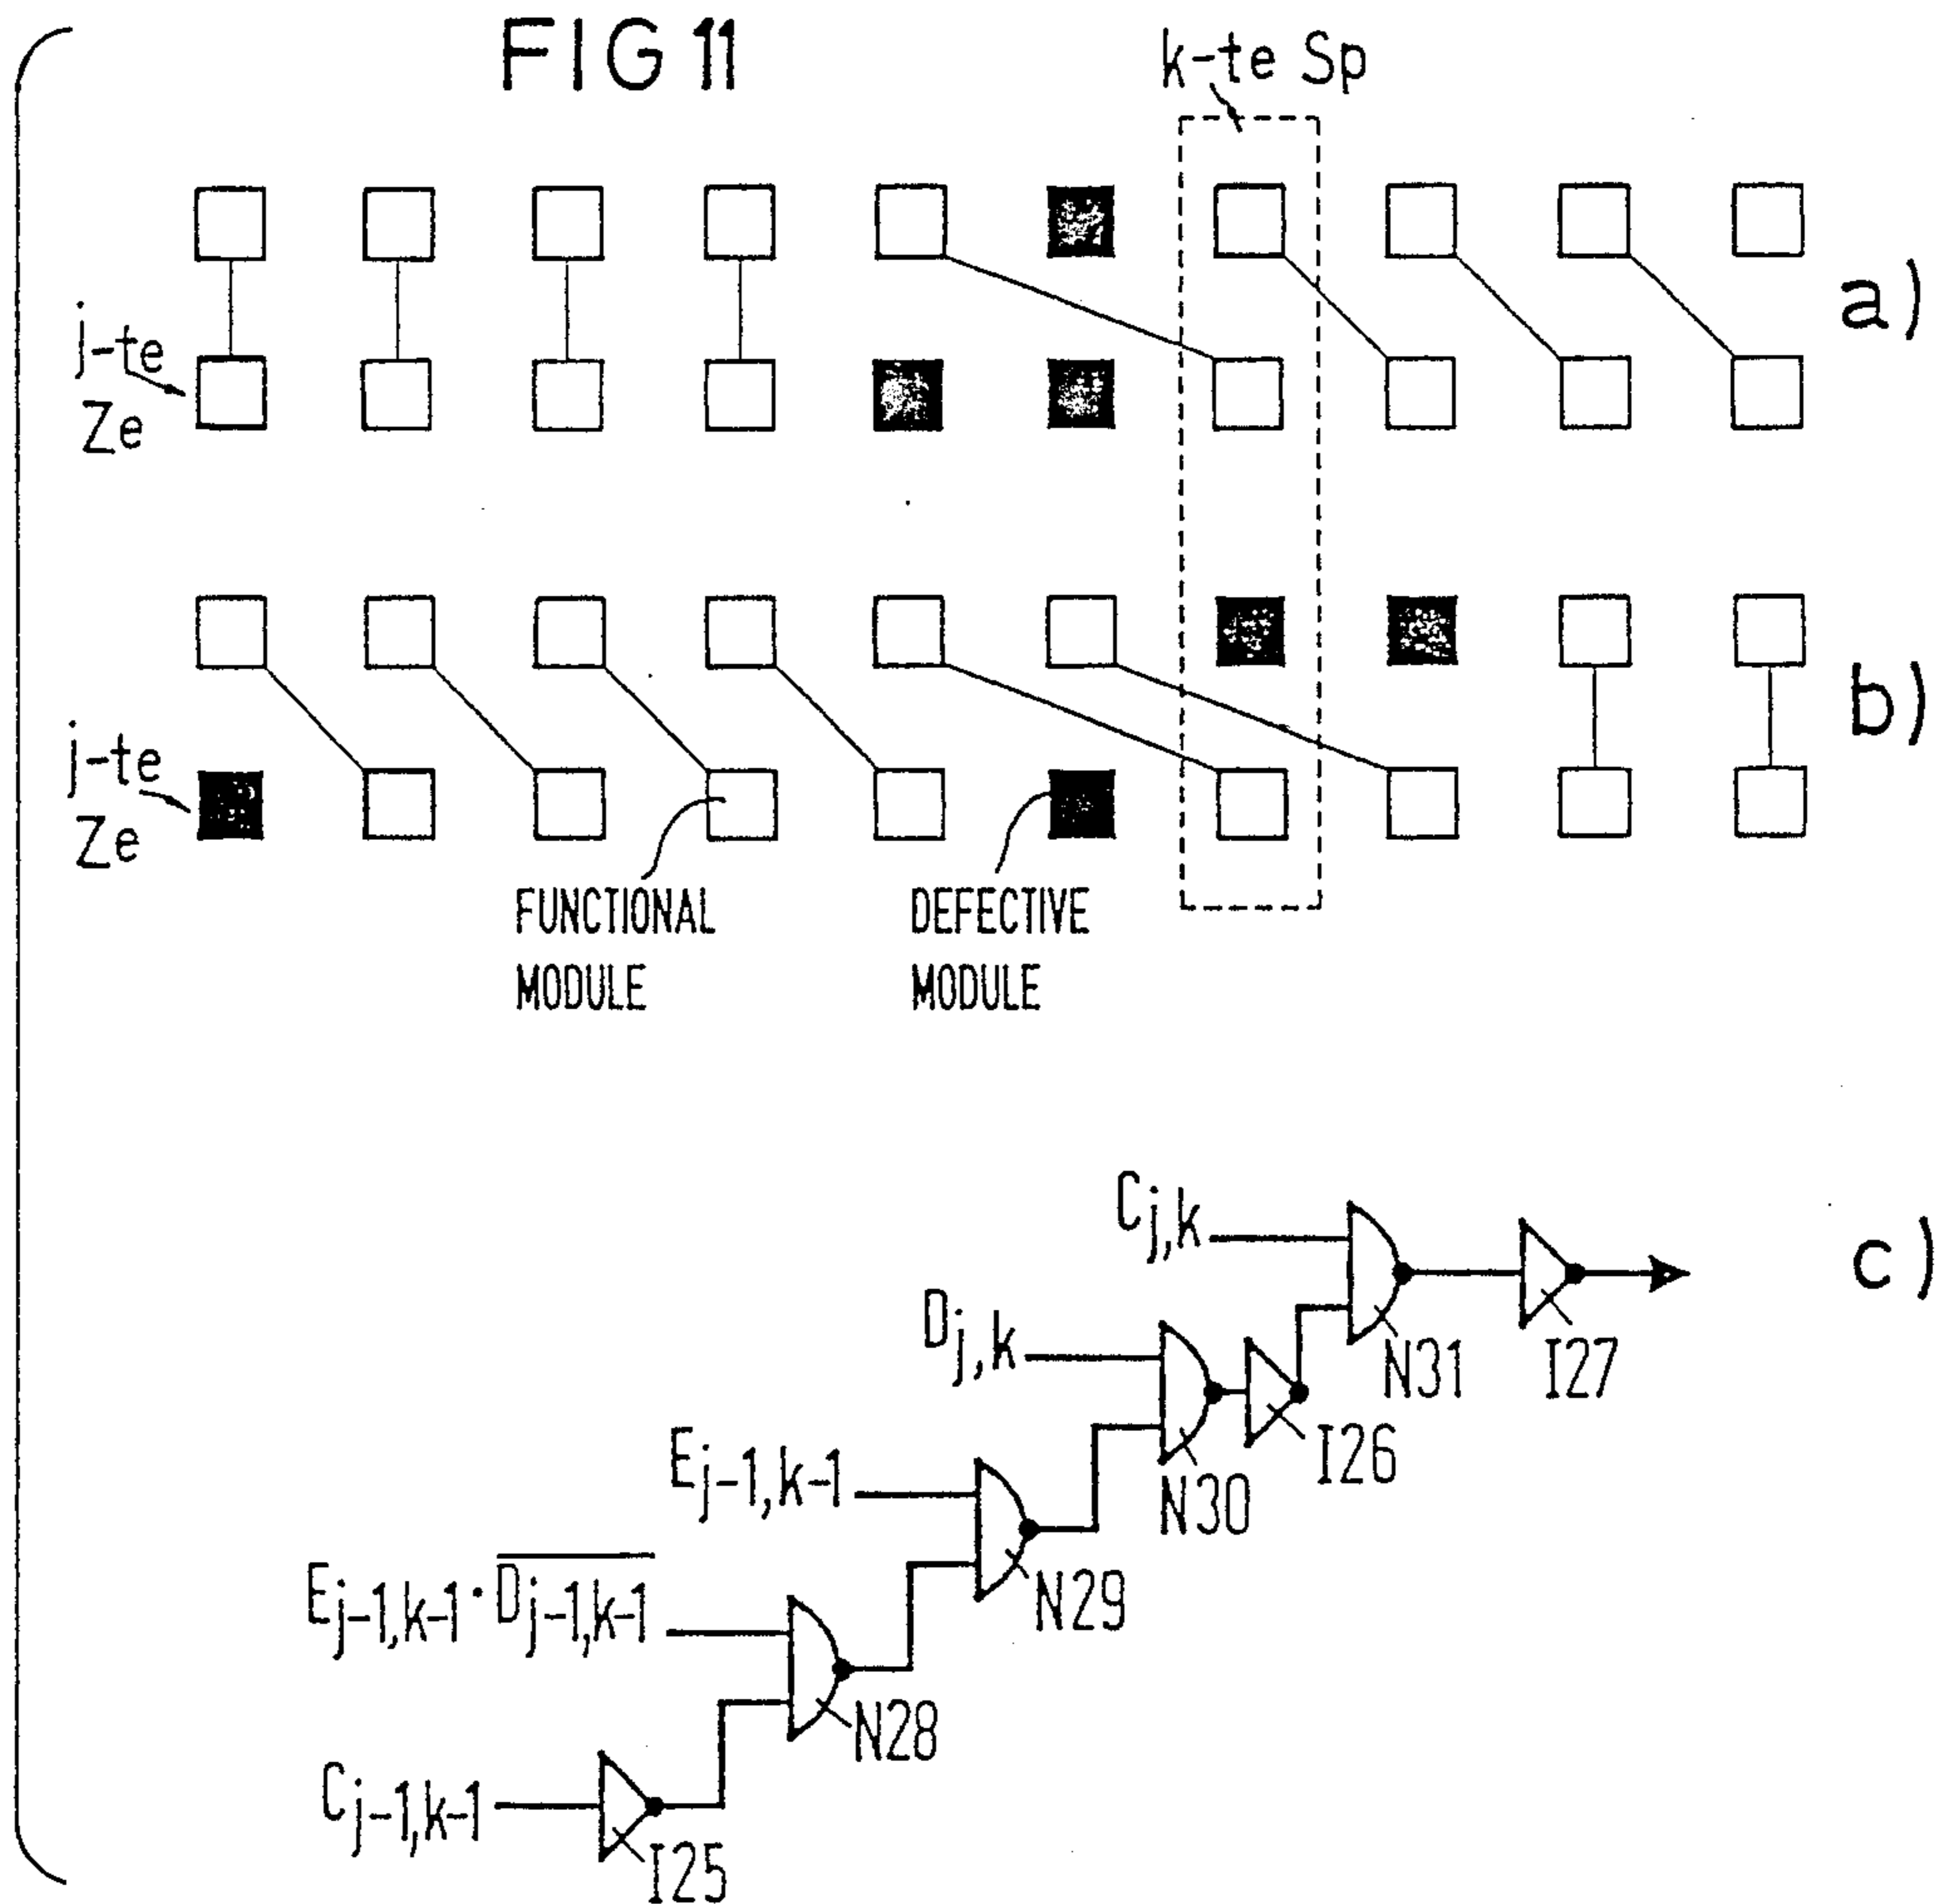 FIG 11
k-te Sp
a)
j-te
Ze
b)
j-te
Ze
FUNCTIONAL
MODULE
DEFECTIVE
MODULE
c)
Cj,k
N31
I27
Dj,k
N30
I26
Ej-1,k-1
N29
Ej-1,k-1 · D̅j̅-̅1̅,̅k̅-̅1̅
N28
Cj-1,k-1
I25